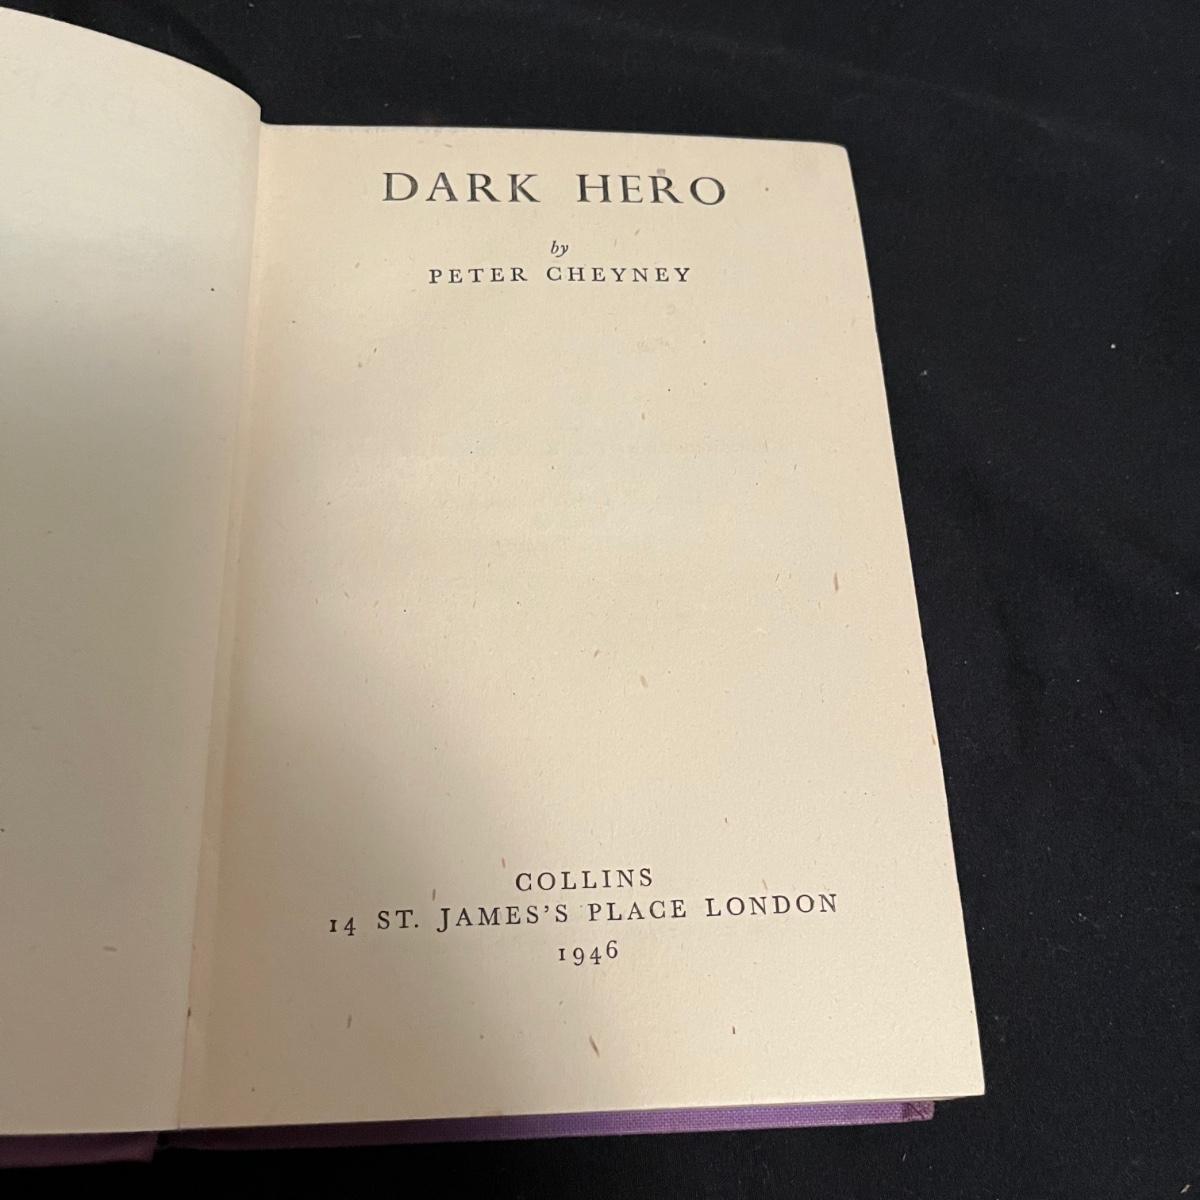 DARK HERO
by
PETER CHEYNEY
COLLINS
14 ST. JAMES'S PLACE LONDON
1946